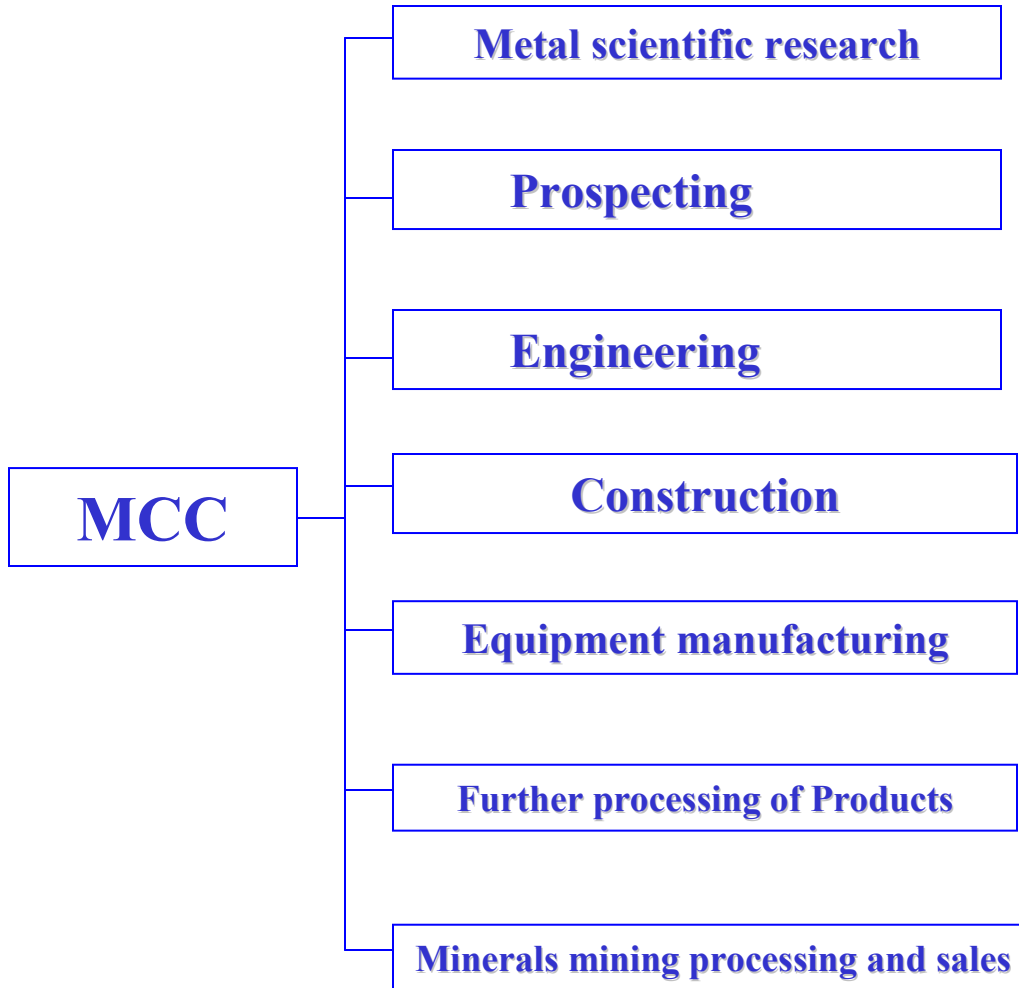 Metal scientific research
Prospecting
Engineering
Construction
MCC
Equipment manufacturing
Further processing of Products
Minerals mining processing and sales